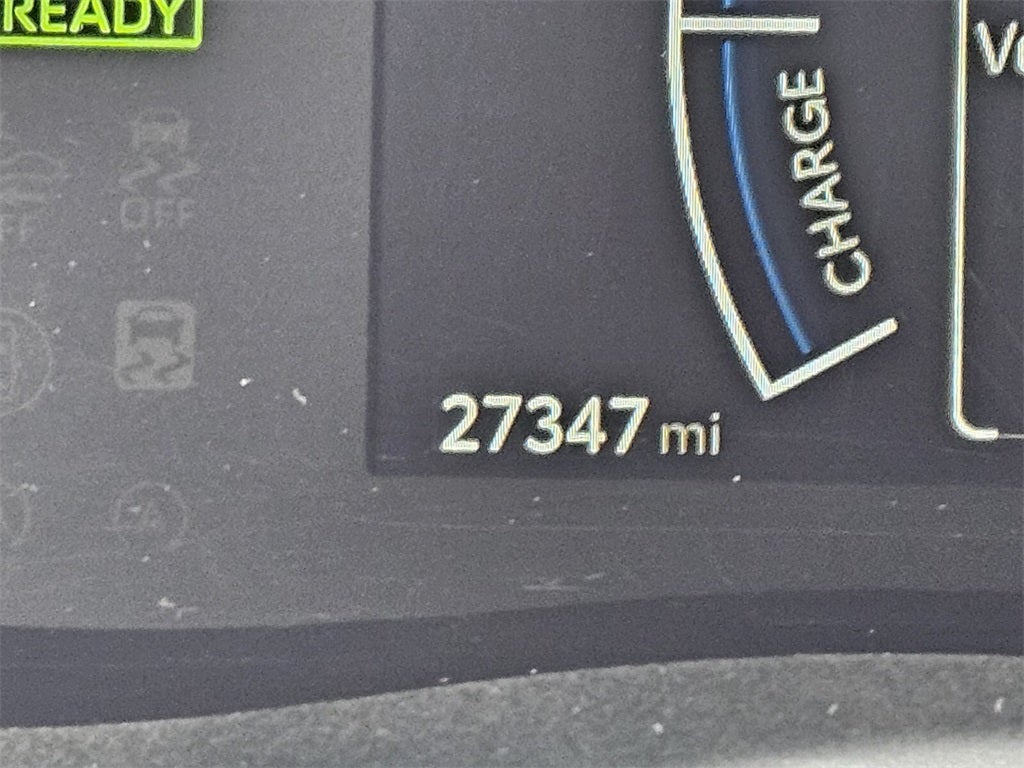 READY
CHARGE
OFF
27347 mi